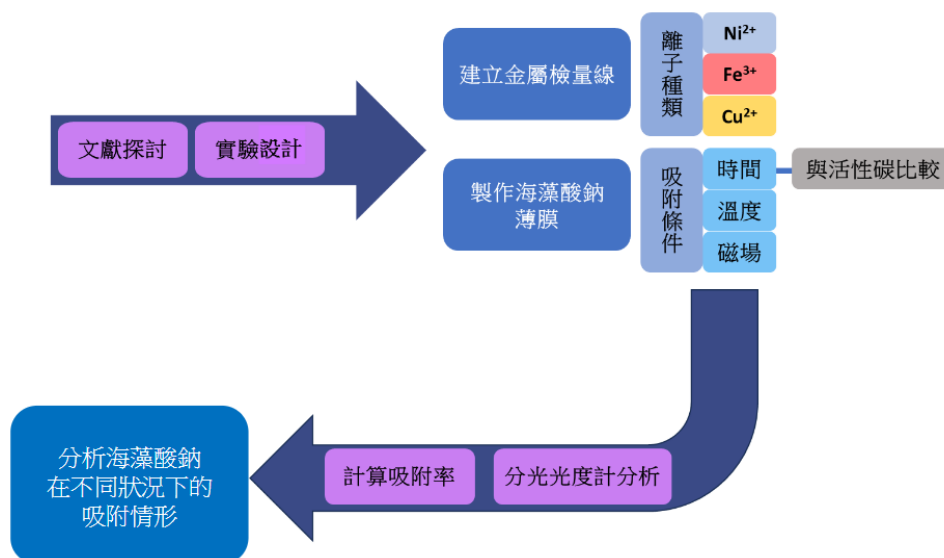 文獻探討
實驗設計
建立金屬檢量線
離子種類
Ni²⁺
Fe³⁺
Cu²⁺
製作海藻酸鈉
薄膜
吸附條件
時間
溫度
磁場
與活性碳比較
分光光度計分析
計算吸附率
分析海藻酸鈉
在不同狀況下的
吸附情形